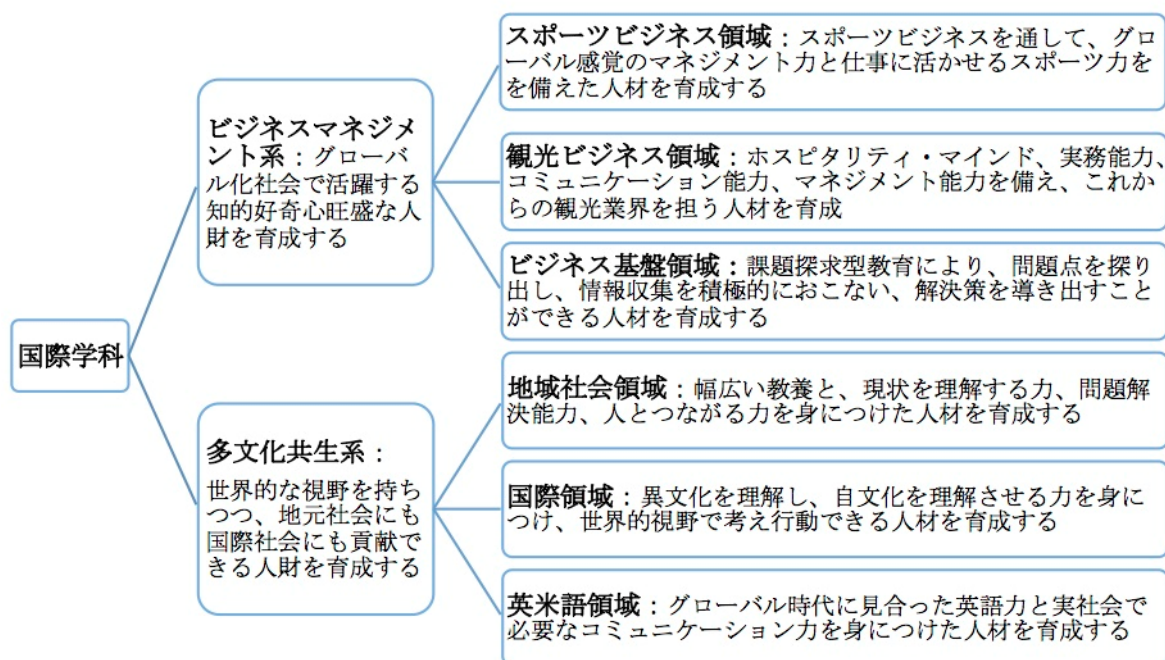 国際学科
ビジネスマネジメ
ント系：グローバ
ル化社会で活躍する
知的好奇心旺盛な人
財を育成する
スポーツビジネス領域：スポーツビジネスを通して、グロ
ーバル感覚のマネジメント力と仕事に活かせるスポーツ力を
を備えた人材を育成する
観光ビジネス領域：ホスピタリティ・マインド、実務能力、
コミュニケーション能力、マネジメント能力を備え、これか
らの観光業界を担う人材を育成
ビジネス基盤領域：課題探求型教育により、問題点を探り
出し、情報収集を積極的におこない、解決策を導き出すこと
ができる人材を育成する
多文化共生系：
世界的な視野を持ち
つつ、地元社会にも
国際社会にも貢献で
きる人財を育成する
地域社会領域：幅広い教養と、現状を理解する力、問題解
決能力、人とつながる力を身につけた人材を育成する
国際領域：異文化を理解し、自文化を理解させる力を身に
つけ、世界的視野で考え行動できる人材を育成する
英米語領域：グローバル時代に見合った英語力と実社会で
必要なコミュニケーション力を身につけた人材を育成する